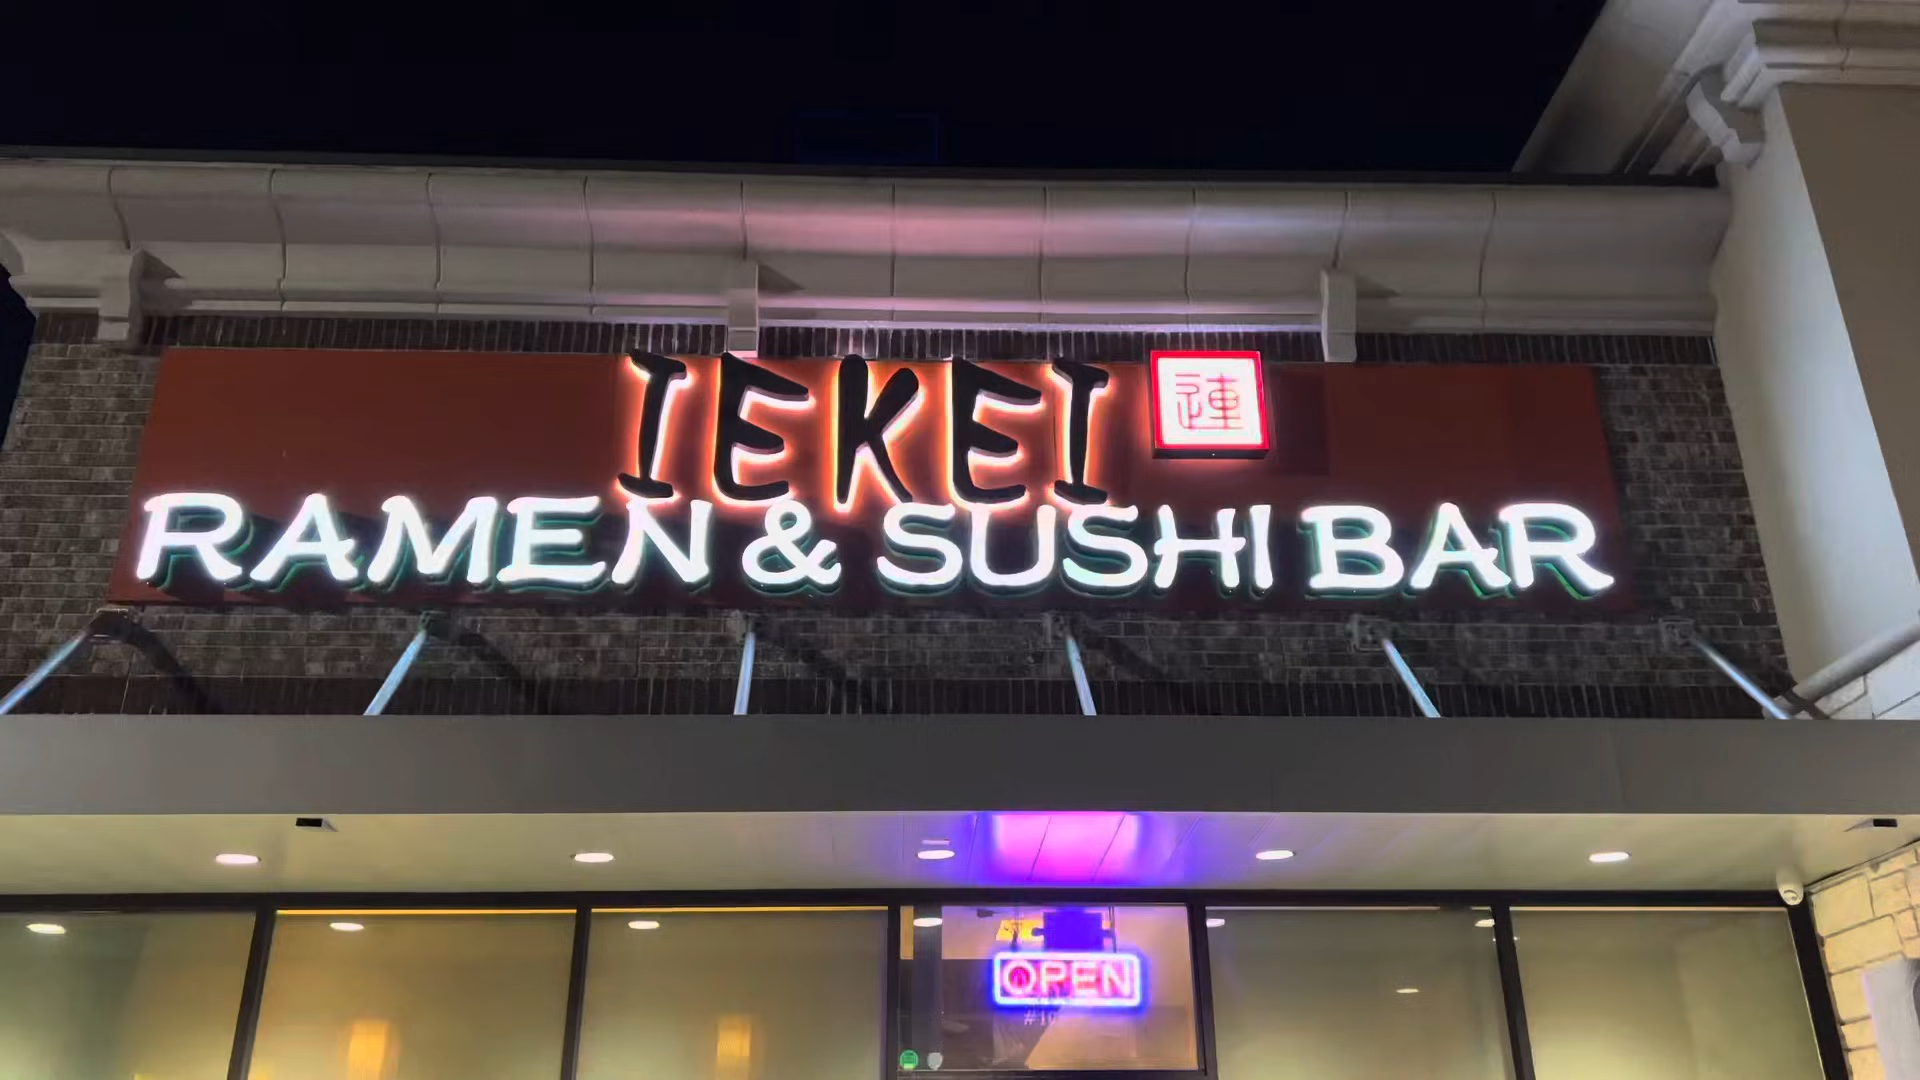 IEKEI 連
RAMEN & SUSHI BAR
OPEN